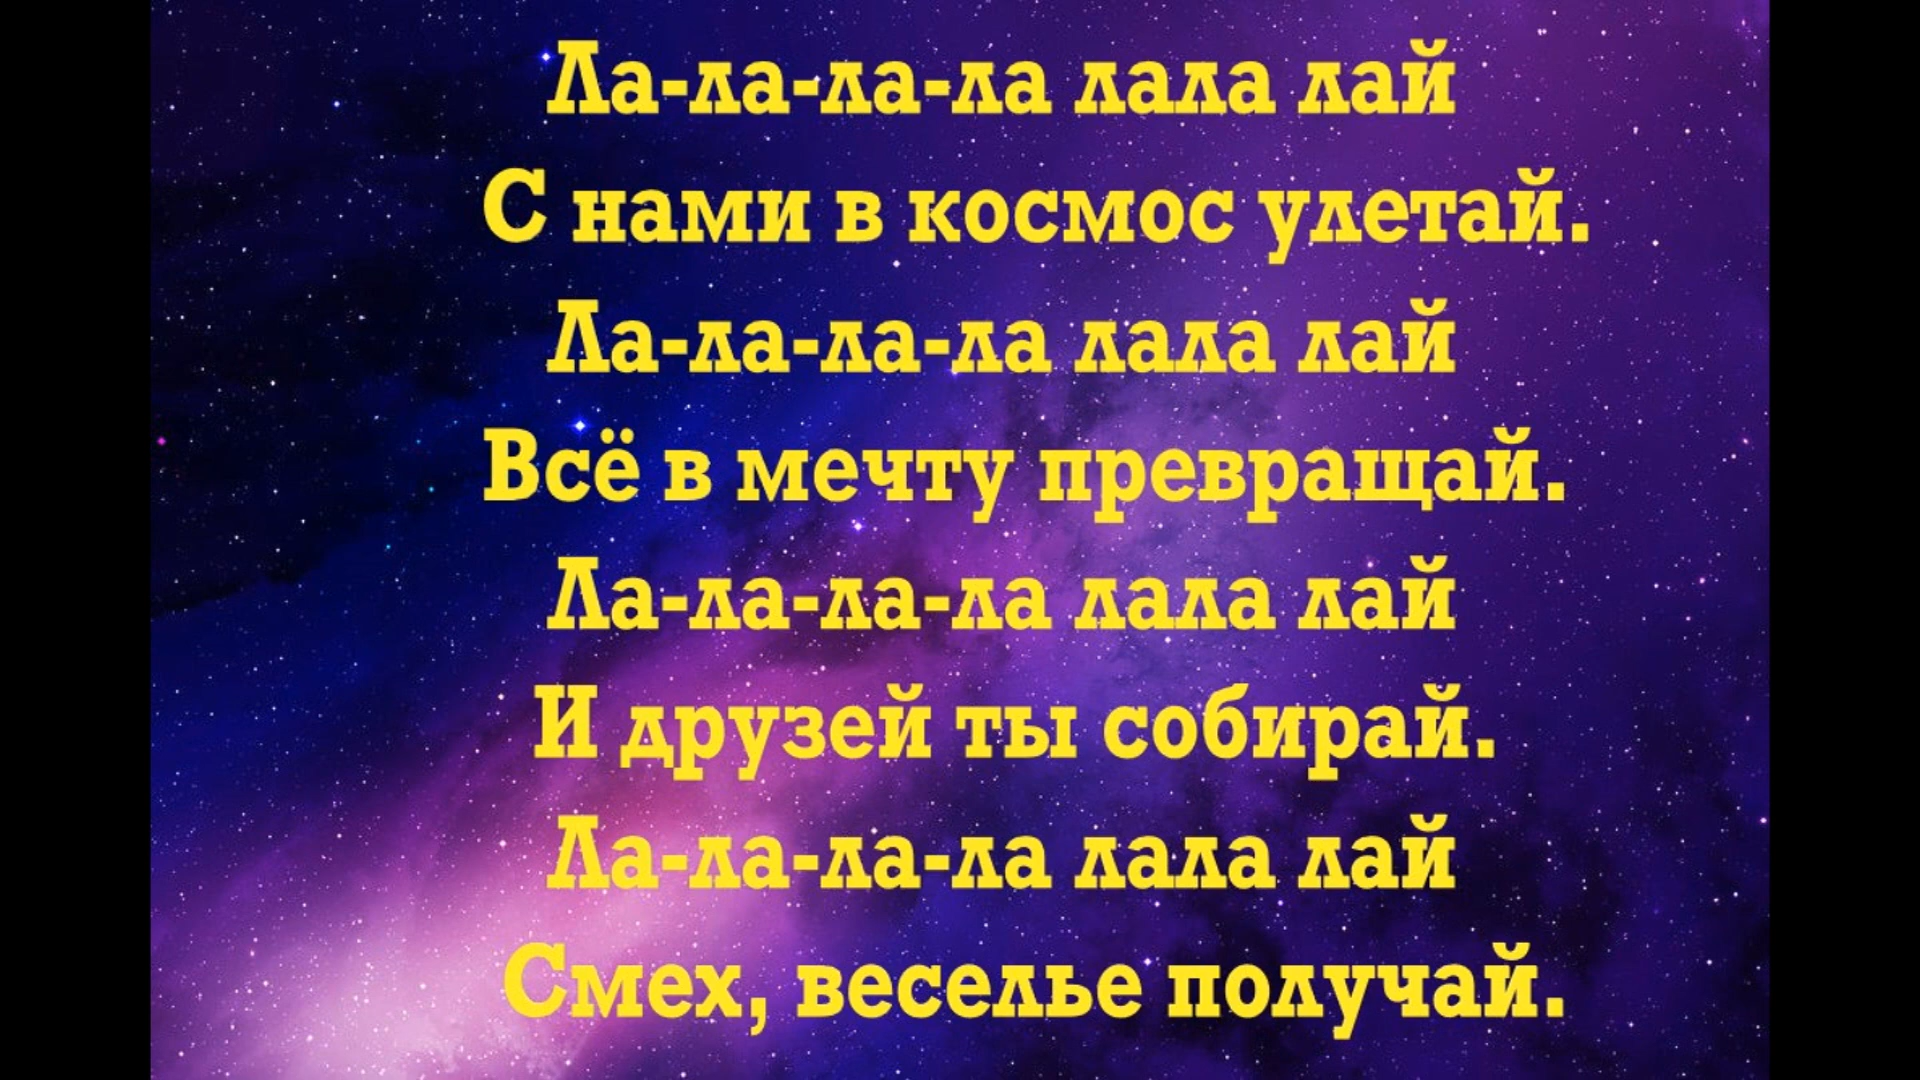 Ла-ла-ла-ла лала лай
С нами в космос улетай.
Ла-ла-ла-ла лала лай
Всё в мечту превращай.
Ла-ла-ла-ла лала лай
И друзей ты собирай.
Ла-ла-ла-ла лала лай
Смех, веселье получай.